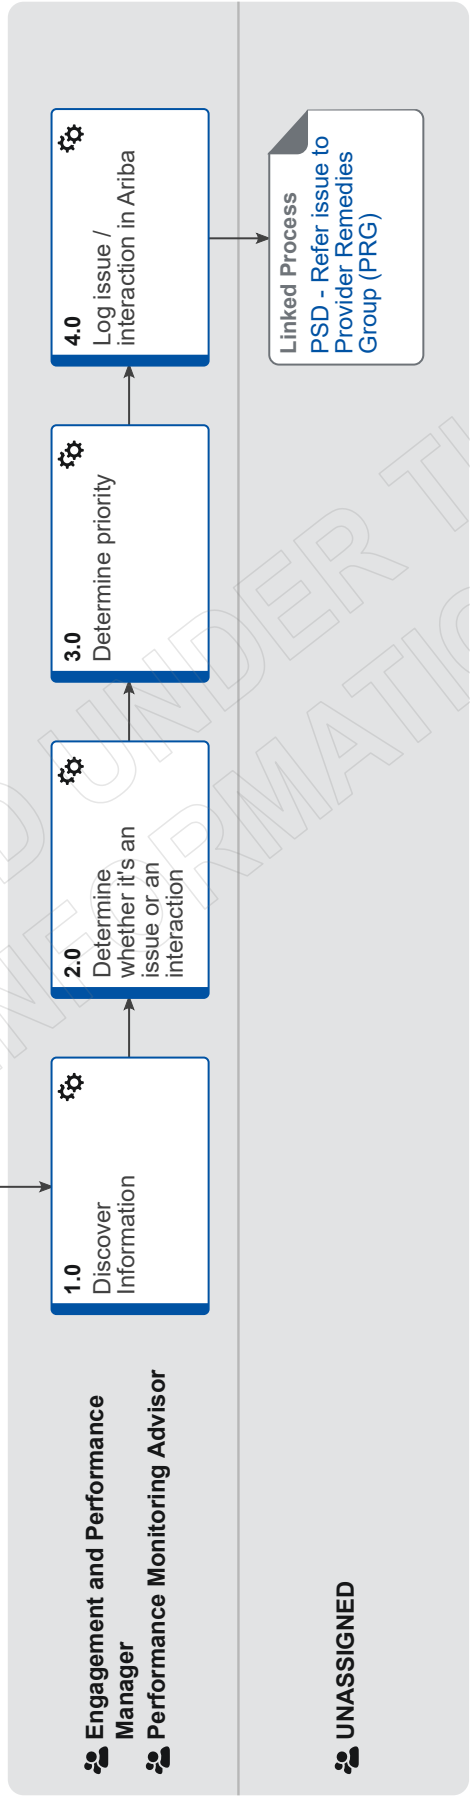 Engagement and Performance
Manager
Performance Monitoring Advisor
1.0
Discover
Information
2.0
Determine
whether it's an
issue or an
interaction
3.0
Determine priority
4.0
Log issue /
interaction in Ariba
UNASSIGNED
Linked Process
PSD - Refer issue to
Provider Remedies
Group (PRG)
D UNDER T
INFORMATIO